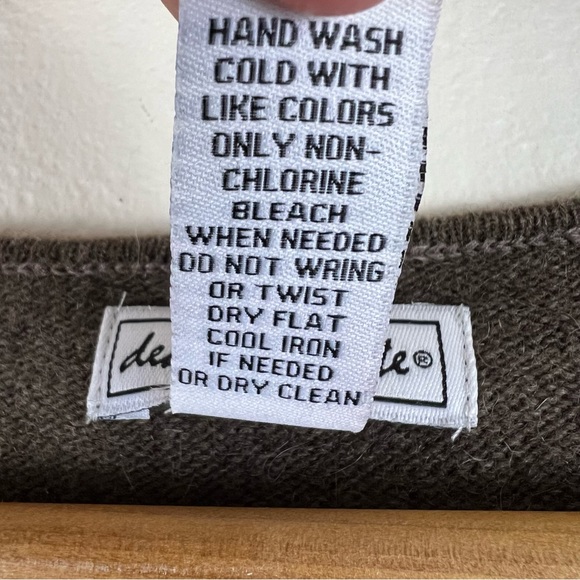 HAND WASH
COLD WITH
LIKE COLORS
ONLY NON-
CHLORINE
BLEACH
WHEN NEEDED
DO NOT WRING
OR TWIST
DRY FLAT
COOL IRON
IF NEEDED
OR DRY CLEAN